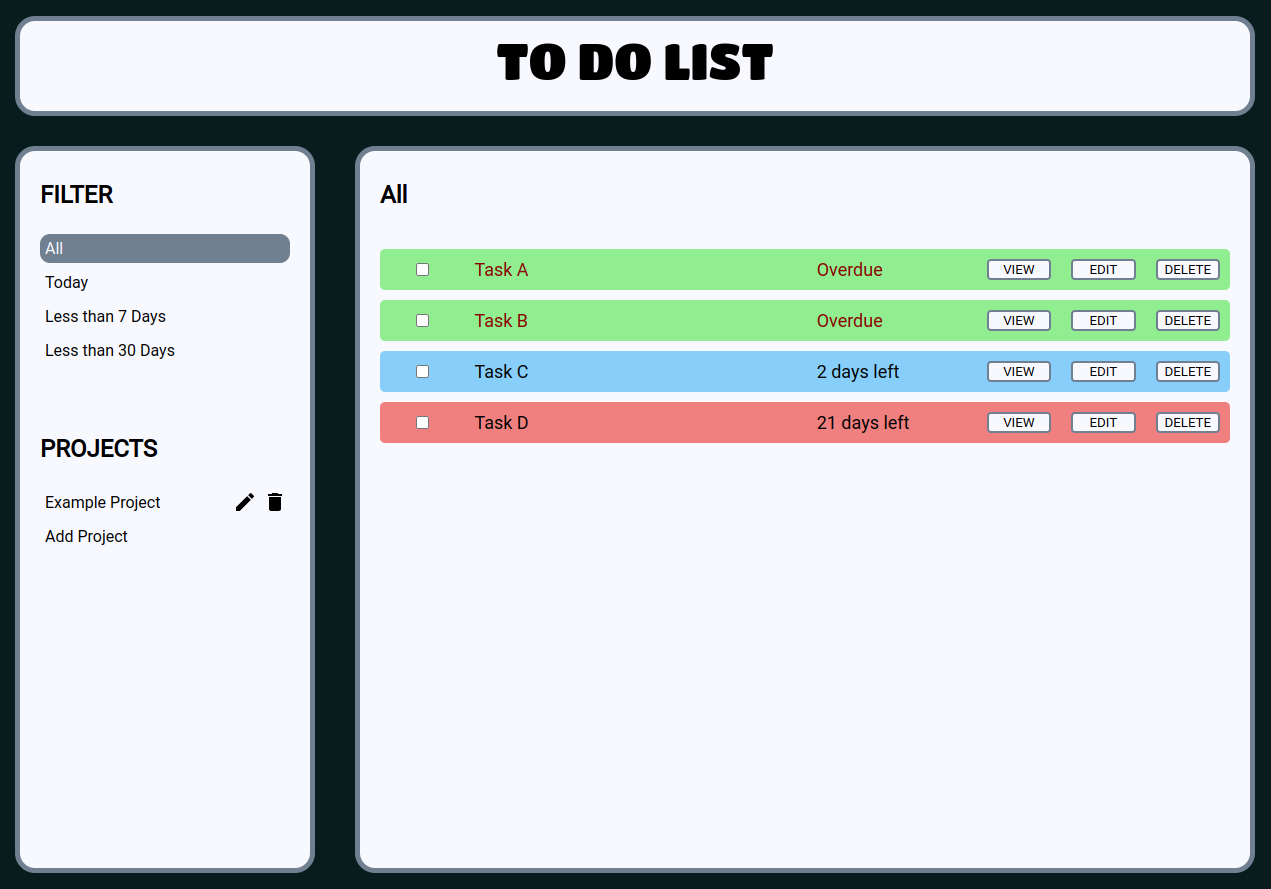 TO DO LIST
FILTER
All
Today
Less than 7 Days
Less than 30 Days
PROJECTS
Example Project
Add Project
All
Task A Overdue VIEW EDIT DELETE
Task B Overdue VIEW EDIT DELETE
Task C 2 days left VIEW EDIT DELETE
Task D 21 days left VIEW EDIT DELETE